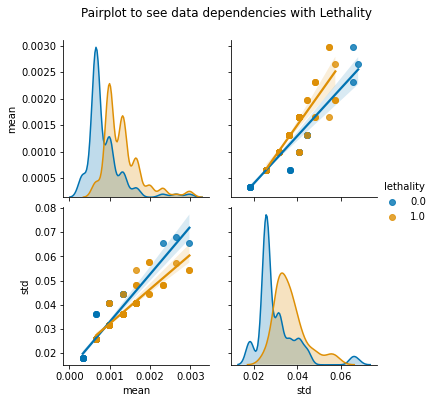 Pairplot to see data dependencies with Lethality
0.0030
0.0025
0.0020
0.0015
0.0010
0.0005
mean
lethality
0.0
1.0
0.08
0.07
0.06
0.05
0.04
0.03
0.02
std
0.000 0.001 0.002 0.003
mean
0.02 0.04 0.06
std